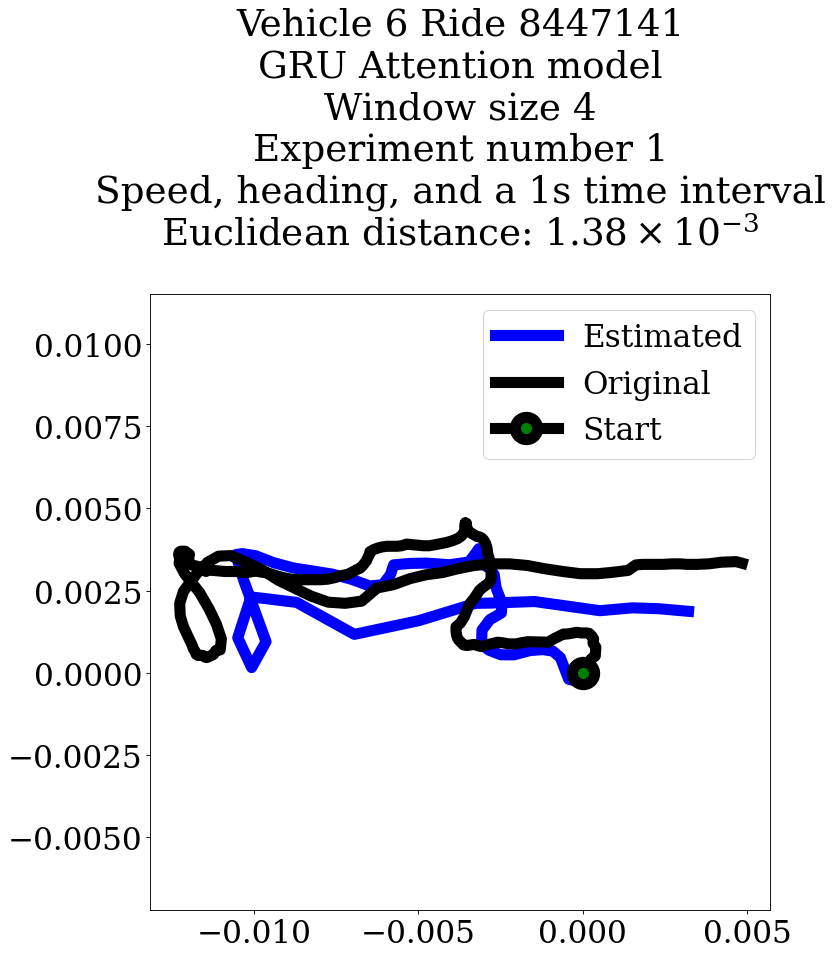 Vehicle 6 Ride 8447141
GRU Attention model
Window size 4
Experiment number 1
Speed, heading, and a 1s time interval
Euclidean distance: 1.38 × 10⁻³
Estimated
Original
Start
0.0100
0.0075
0.0050
0.0025
0.0000
−0.0025
−0.0050
−0.010
−0.005
0.000
0.005